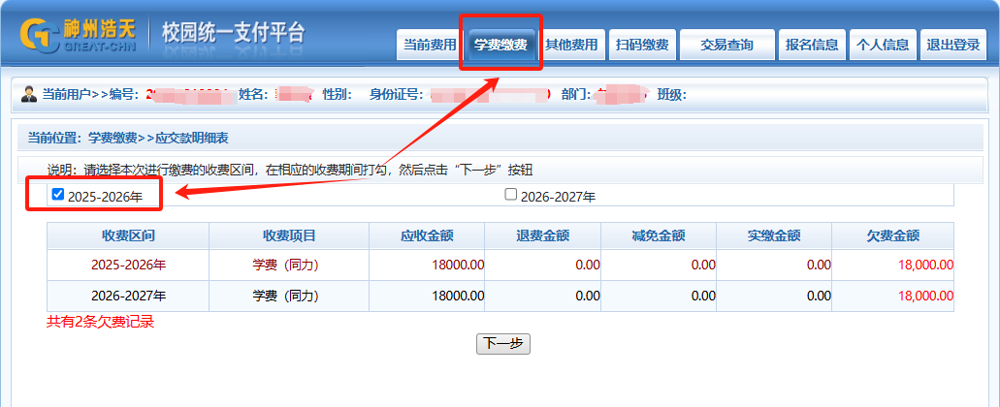 神州浩天
GREAT-CHN
校园统一支付平台
当前费用 学费缴费 其他费用 扫码缴费 交易查询 报名信息 个人信息 退出登录
当前用户>>编号: 姓名: 性别: 身份证号: 部门: 班级:
当前位置: 学费缴费>>应交款明细表
说明: 请选择本次进行缴费的收费区间，在相应的收费期间打勾，然后点击“下一步”按钮
2025-2026年 2026-2027年
收费区间 收费项目 应收金额 退费金额 减免金额 实缴金额 欠费金额
2025-2026年 学费（同力） 18000.00 0.00 0.00 0.00 18,000.00
2026-2027年 学费（同力） 18000.00 0.00 0.00 0.00 18,000.00
共有2条欠费记录
下一步